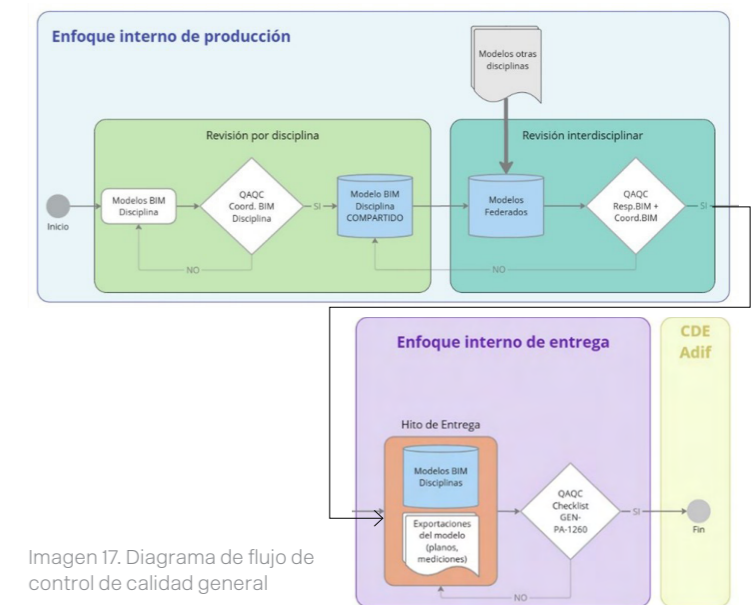 Enfoque interno de producción
Modelos otras
disciplinas
Revisión por disciplina
Revisión interdisciplinar
Inicio
Modelos BIM
Disciplina
QAQC
Coord. BIM
Disciplina
SI
Modelo BIM
Disciplina
COMPARTIDO
Modelos
Federados
QAQC
Resp.BIM +
Coord.BIM
SI
NO
NO
Enfoque interno de entrega
CDE
Adif
Hito de Entrega
Modelos BIM
Disciplinas
Exportaciones
del modelo
(planos,
mediciones)
QAQC
Checklist
GEN-
PA-1260
SI
Fin
NO
Imagen 17. Diagrama de flujo de
control de calidad general